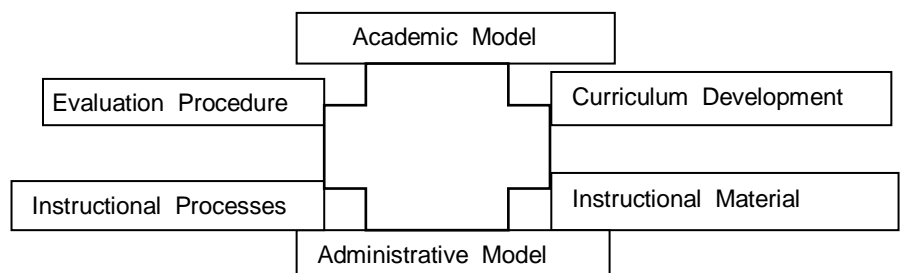 Academic Model
Evaluation Procedure
Curriculum Development
Instructional Processes
Instructional Material
Administrative Model